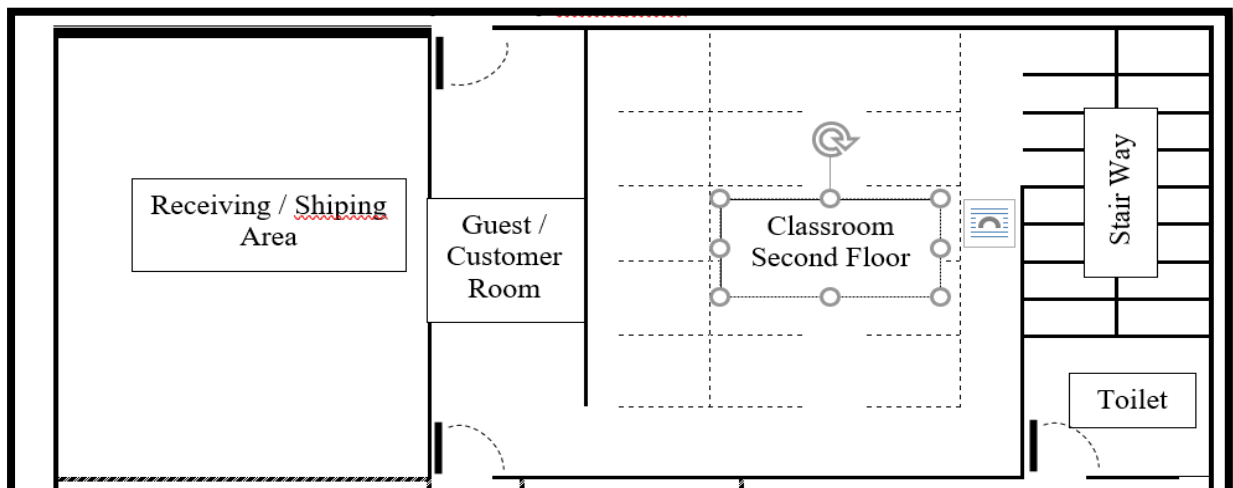 Receiving / Shiping
Area
Guest /
Customer
Room
Classroom
Second Floor
Stair Way
Toilet